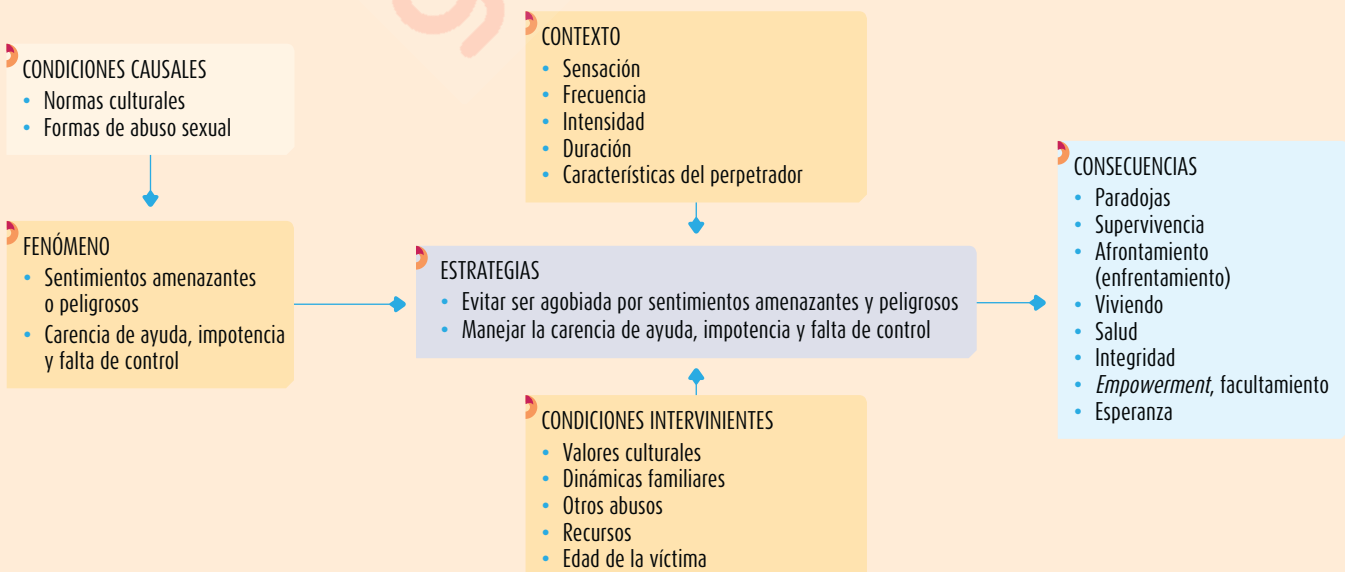 CONDICIONES CAUSALES
• Normas culturales
• Formas de abuso sexual
FENÓMENO
• Sentimientos amenazantes
o peligrosos
• Carencia de ayuda, impotencia
y falta de control
CONTEXTO
• Sensación
• Frecuencia
• Intensidad
• Duración
• Características del perpetrador
ESTRATEGIAS
• Evitar ser agobiada por sentimientos amenazantes y peligrosos
• Manejar la carencia de ayuda, impotencia y falta de control
CONDICIONES INTERVINIENTES
• Valores culturales
• Dinámicas familiares
• Otros abusos
• Recursos
• Edad de la víctima
CONSECUENCIAS
• Paradojas
• Supervivencia
• Afrontamiento
(enfrentamiento)
• Viviendo
• Salud
• Integridad
• Empowerment, facultamiento
• Esperanza